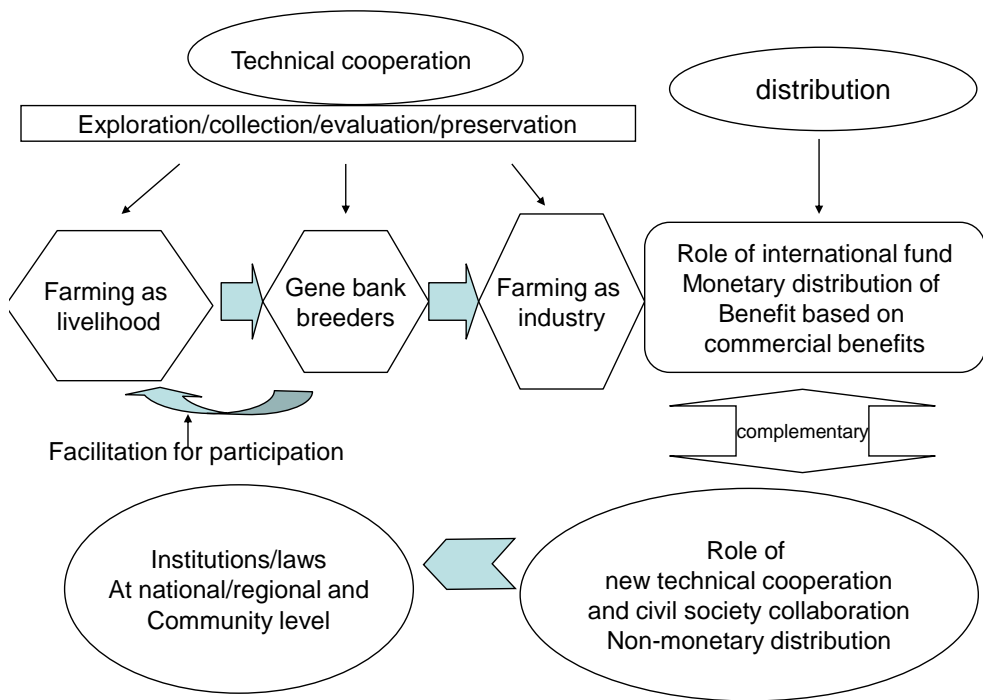 Technical cooperation
distribution
Exploration/collection/evaluation/preservation
Farming as
livelihood
Gene bank
breeders
Farming as
industry
Role of international fund
Monetary distribution of
Benefit based on
commercial benefits
complementary
Facilitation for participation
Institutions/laws
At national/regional and
Community level
Role of
new technical cooperation
and civil society collaboration
Non-monetary distribution